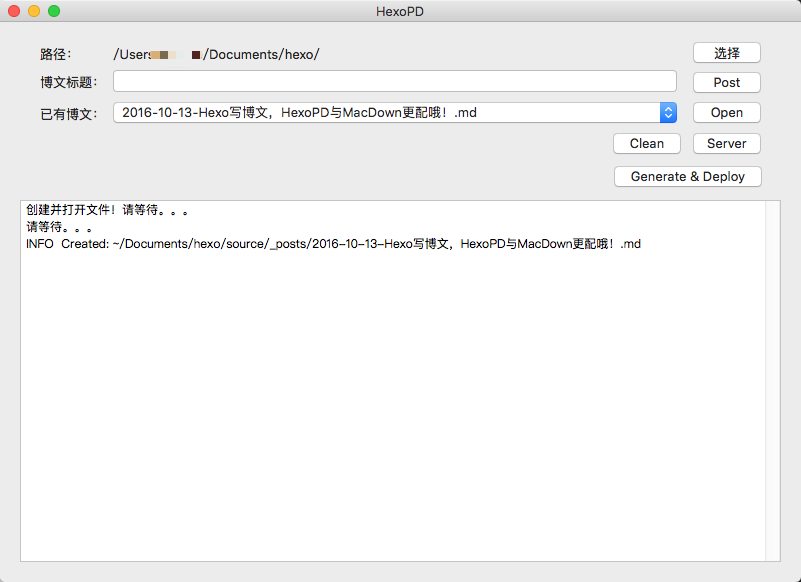 HexoPD
路径： /Users /Documents/hexo/ 选择
博文标题： Post
已有博文： 2016-10-13-Hexo写博文，HexoPD与MacDown更配哦！.md Open
Clean Server
Generate & Deploy
创建并打开文件！请等待。。。
请等待。。。
INFO Created: ~/Documents/hexo/source/_posts/2016-10-13-Hexo写博文，HexoPD与MacDown更配哦！.md